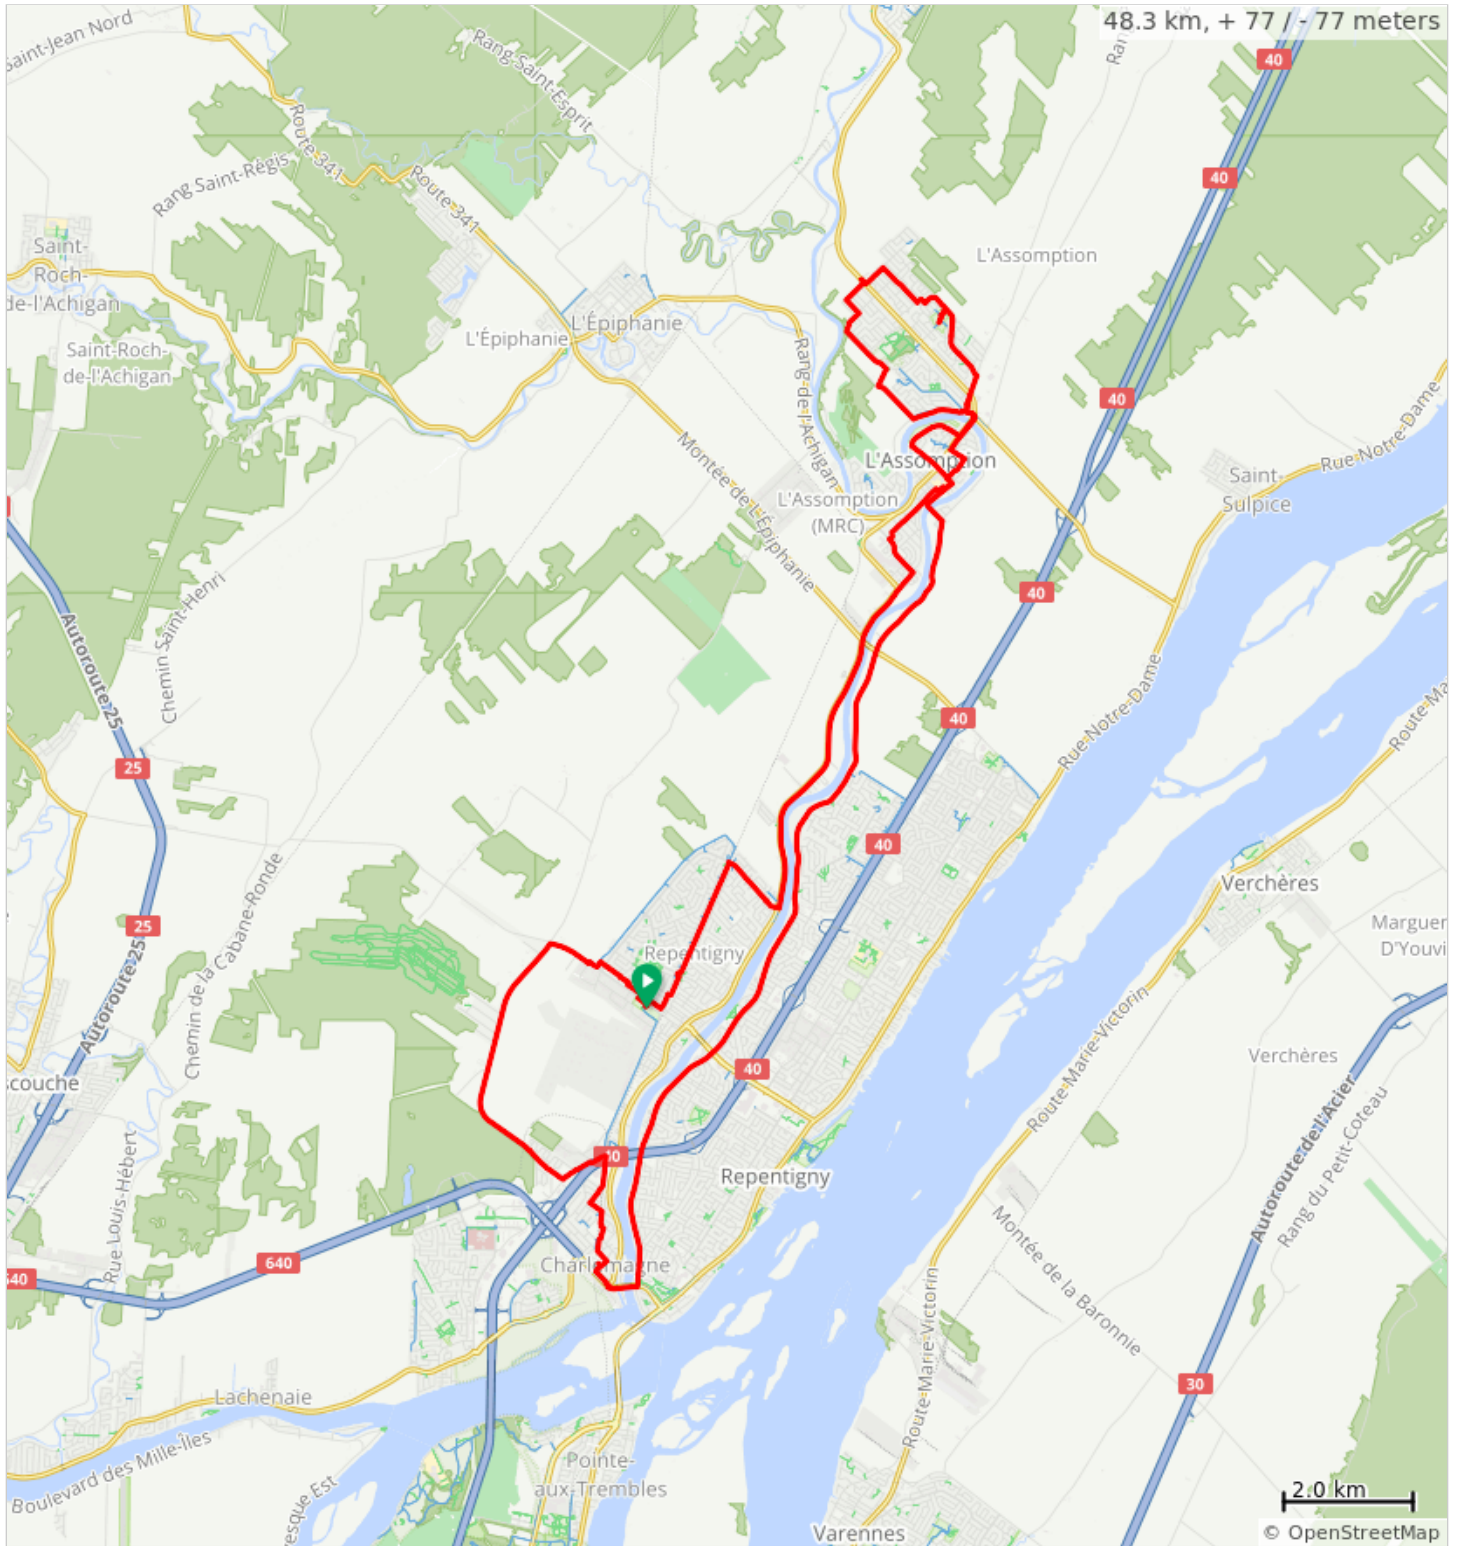 48.3 km, + 77 / - 77 meters
Saint-Jean Nord
Rang Saint-Esprit
40
Route 341
Rang Saint-Régis
Route 341
40
Saint-
Roch-
de-l'Achigan
L'Assomption
L'Épiphanie
L'Épiphanie
Saint-Roch-
de-l'Achigan
Rang de l'Achigan
40
Rue Notre-Dame
Montée de L'Épiphanie
L'Assomption
Saint-
Sulpice
L'Assomption
(MRC)
40
Chemin Saint-Henri
Autoroute 25
40
Rue Notre-Dame
25
40
Chemin de la Cabane-Ronde
Verchères
25
Autoroute 25
Repentigny
Marguer
D'Youvi
Route Marie-Victorin
40
Verchères
scouche
Autoroute de l'Acier
Rang du Petit-Coteau
Rue Louis-Hébert
Repentigny
Montée de la Baronnie
640
Charlemagne
Route Marie-Victorin
30
Lachenaie
Boulevard des Mille-Îles
Pointe-
aux-Trembles
2.0 km
Varennes
© OpenStreetMap